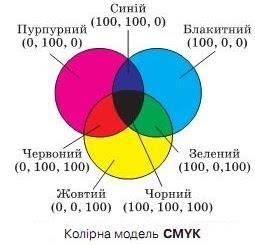 Синій
(100, 100, 0)
Пурпурний
(0, 100, 0)
Блакитний
(100, 0, 0)
Червоний
(0, 100, 100)
Зелений
(100, 0,100)
Жовтий
(0, 0, 100)
Чорний
(100, 100, 100)
Колірна модель CMYK